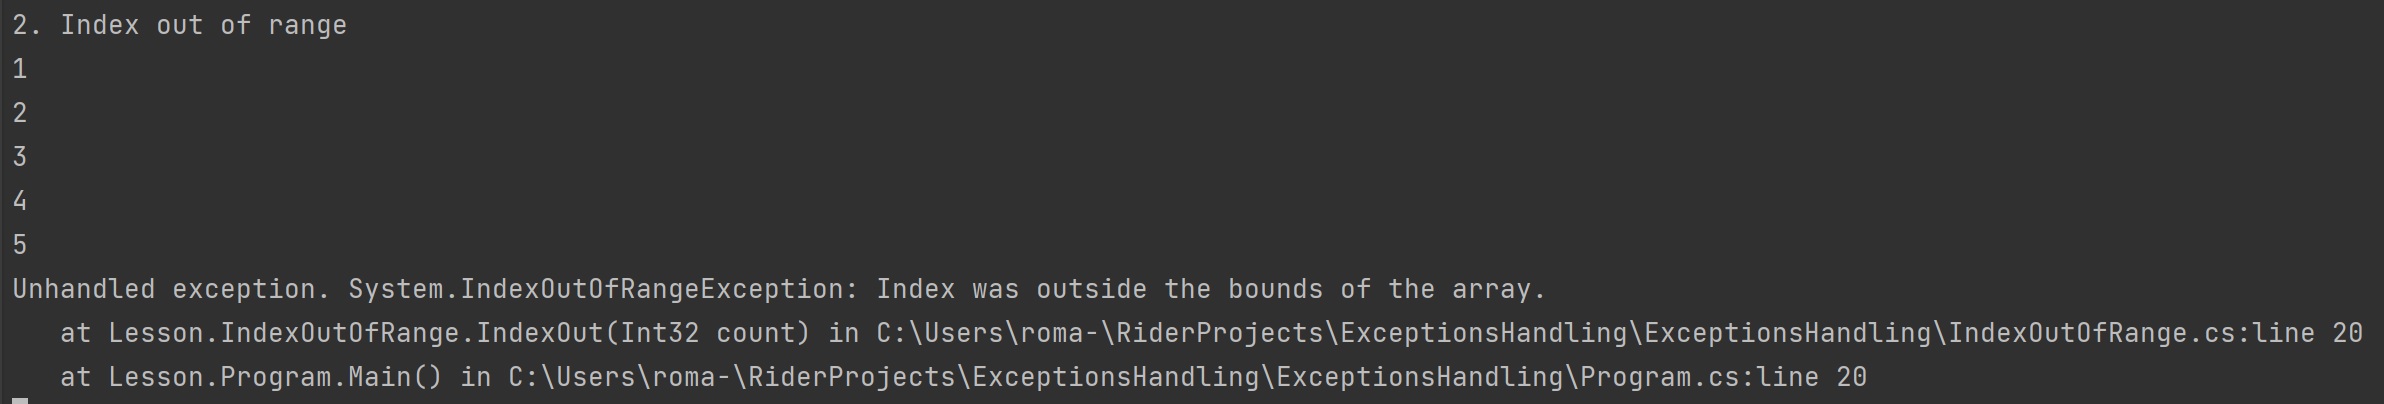 2. Index out of range
1
2
3
4
5
Unhandled exception. System.IndexOutOfRangeException: Index was outside the bounds of the array.
   at Lesson.IndexOutOfRange.IndexOut(Int32 count) in C:\Users\roma-\RiderProjects\ExceptionsHandling\ExceptionsHandling\IndexOutOfRange.cs:line 20
   at Lesson.Program.Main() in C:\Users\roma-\RiderProjects\ExceptionsHandling\ExceptionsHandling\Program.cs:line 20